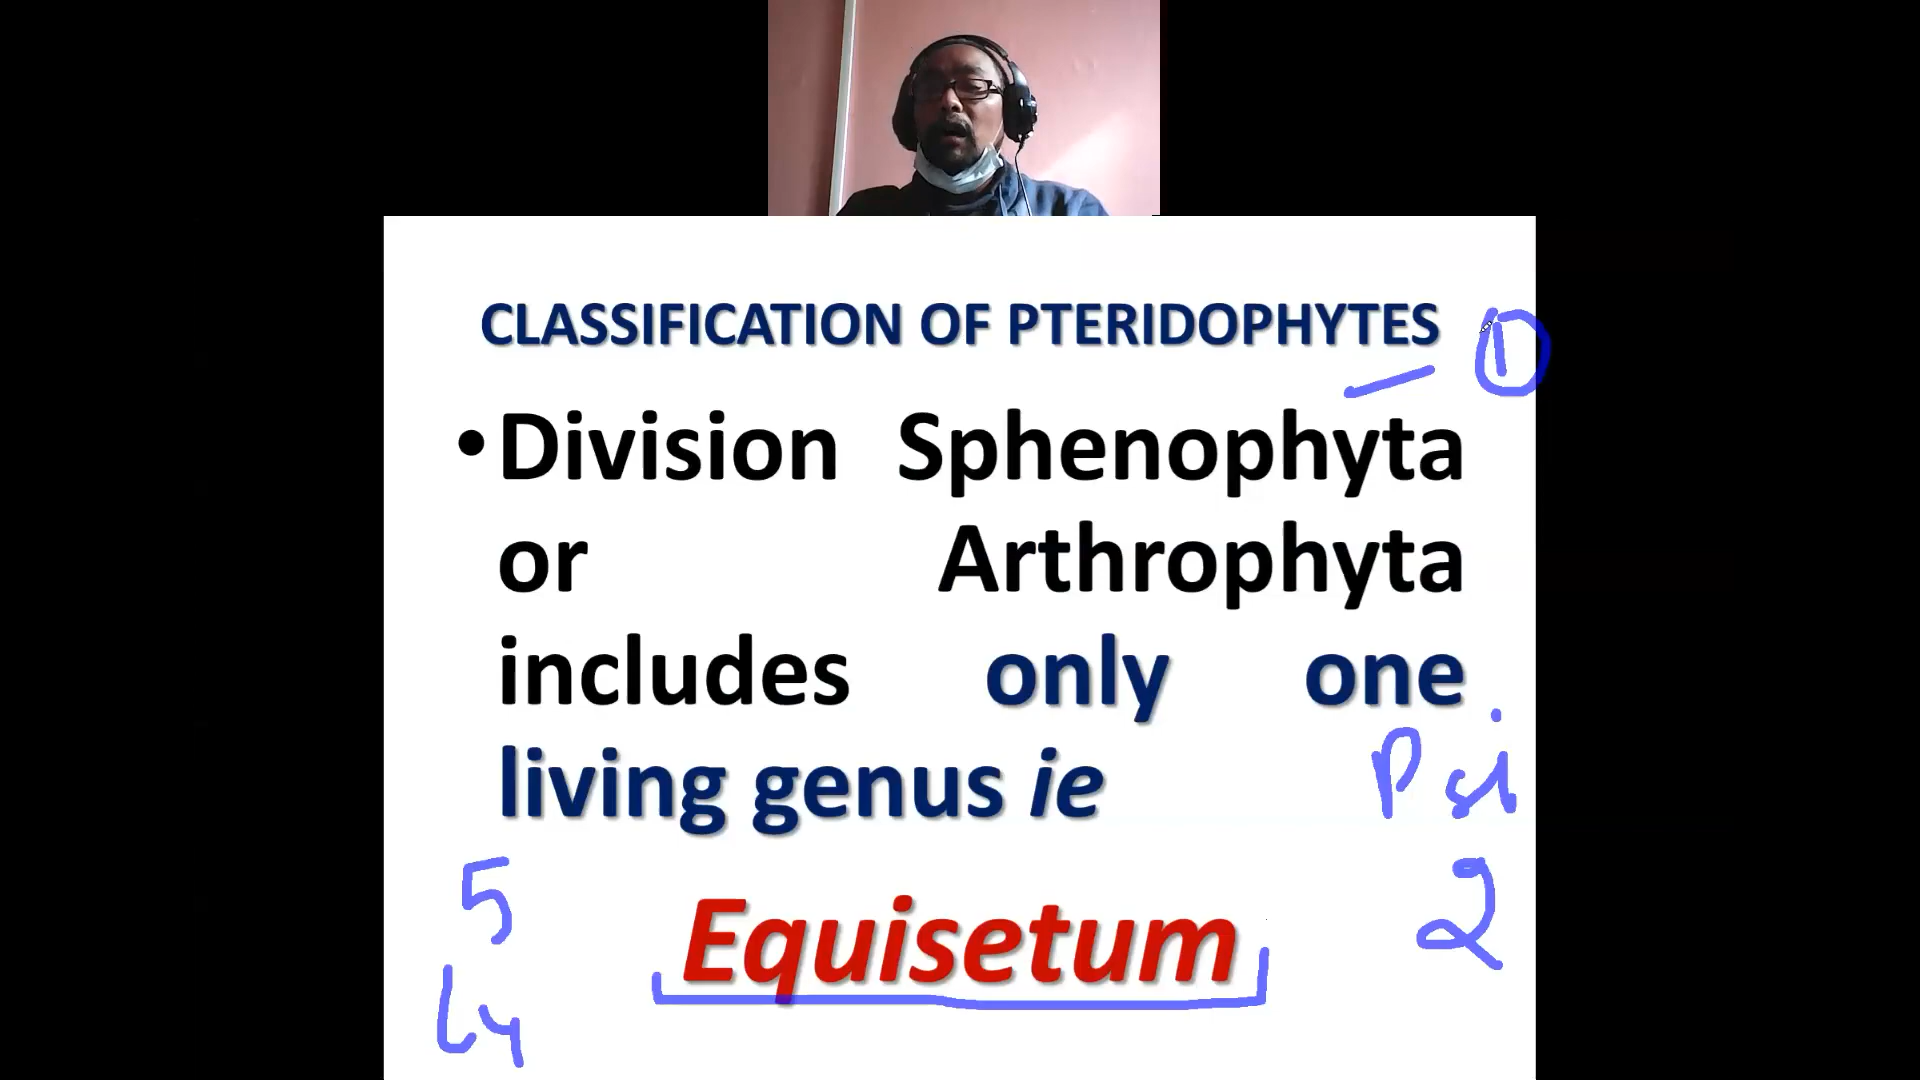 CLASSIFICATION OF PTERIDOPHYTES
1
•Division Sphenophyta
or Arthrophyta
includes only one
living genus ie
Psi
5
2
Equisetum
Ly